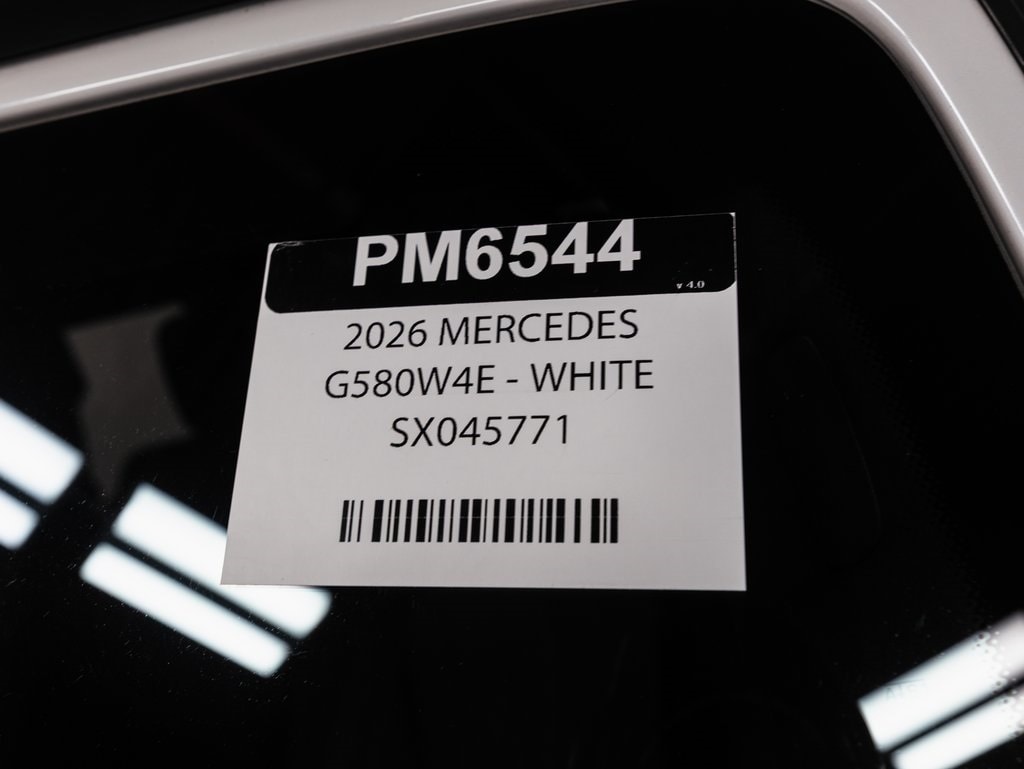 PM6544
v 4.0
2026 MERCEDES
G580W4E - WHITE
SX045771